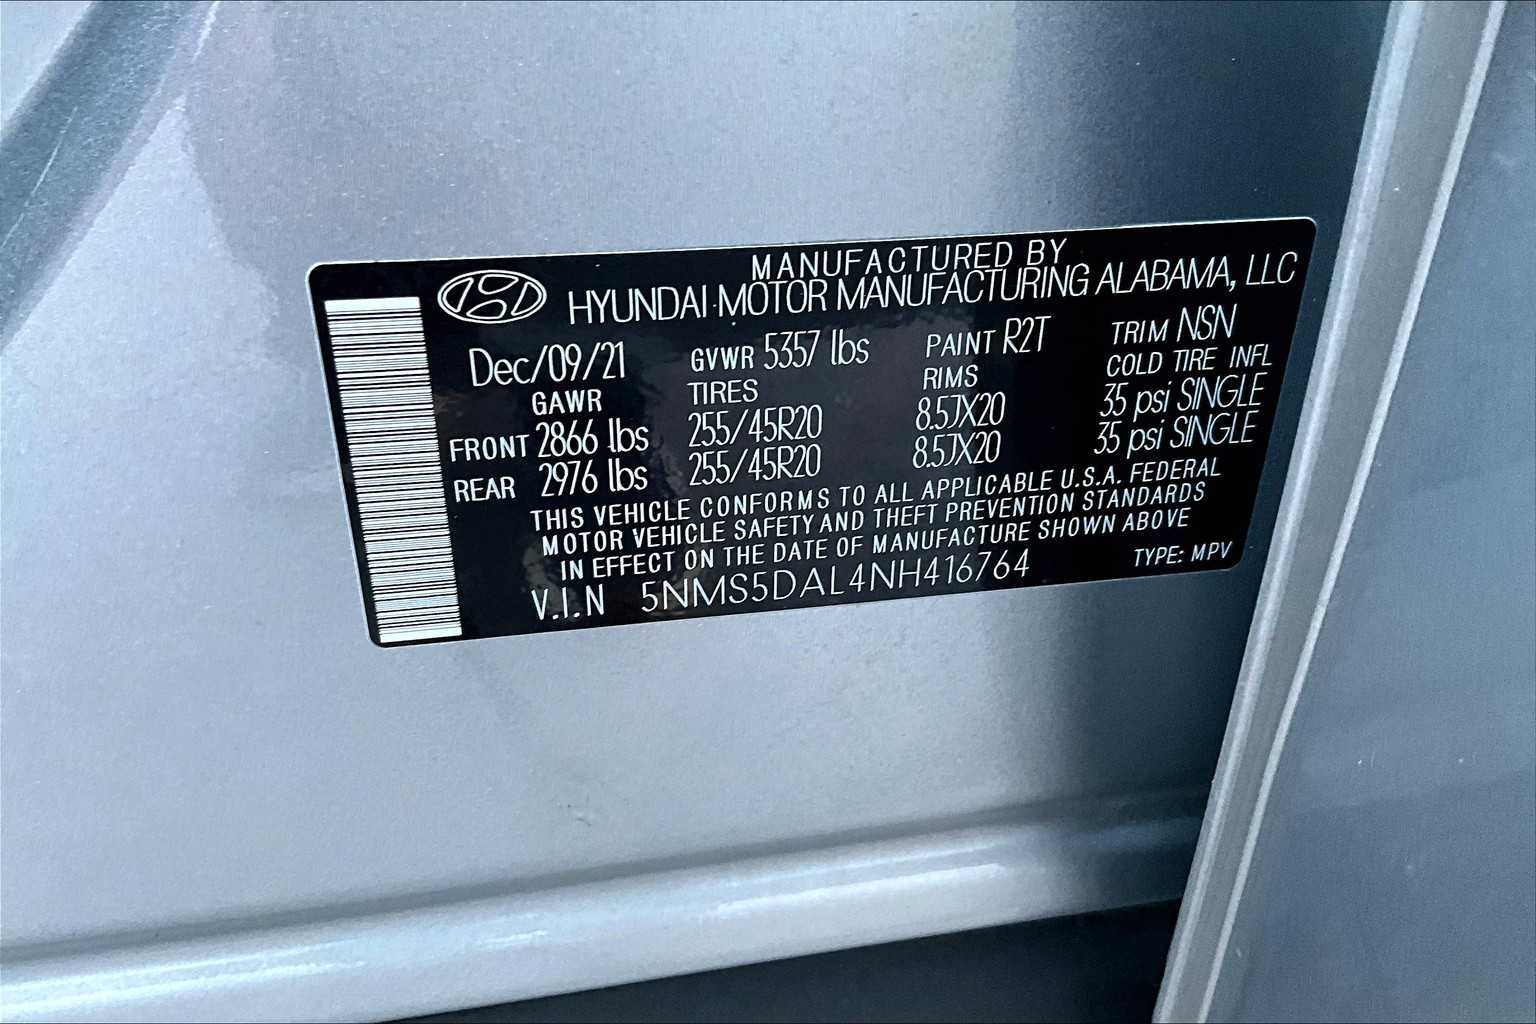 MANUFACTURED BY
HYUNDAI MOTOR MANUFACTURING ALABAMA, LLC
Dec/09/21 GVWR 5357 lbs PAINT R2T TRIM NSN
GAWR TIRES RIMS COLD TIRE INFL
FRONT 2866 lbs 255/45R20 8.5JX20 35 psi SINGLE
REAR 2976 lbs 255/45R20 8.5JX20 35 psi SINGLE
THIS VEHICLE CONFORMS TO ALL APPLICABLE U.S.A. FEDERAL
MOTOR VEHICLE SAFETY AND THEFT PREVENTION STANDARDS
IN EFFECT ON THE DATE OF MANUFACTURE SHOWN ABOVE
V.I.N 5NMS5DAL4NH416764 TYPE: MPV